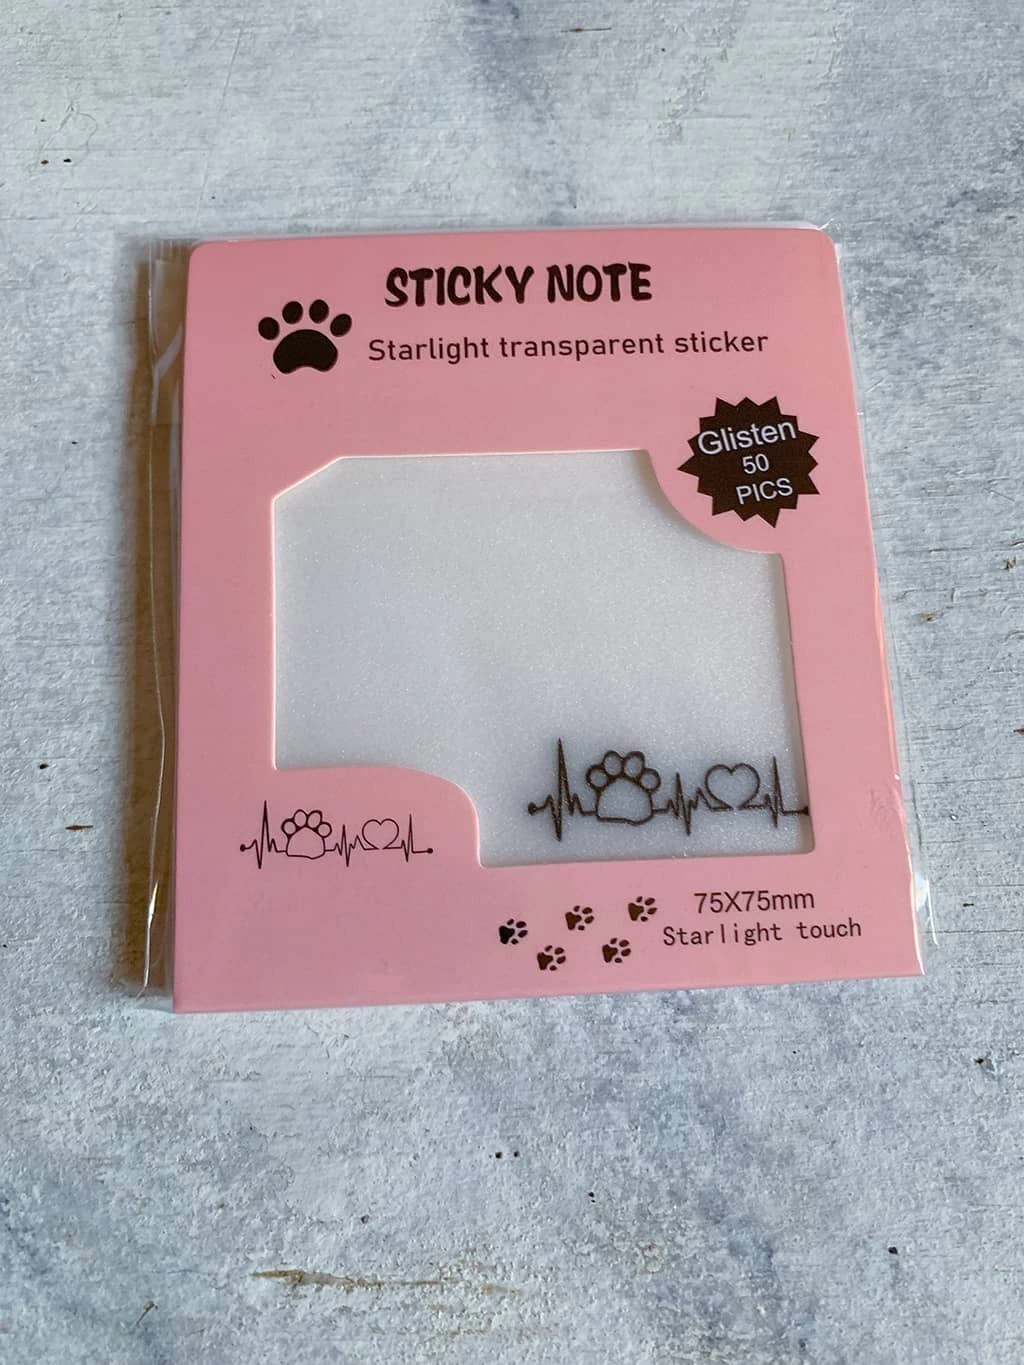 STICKY NOTE
Starlight transparent sticker
Glisten
50
PICS
75X75mm
Starlight touch